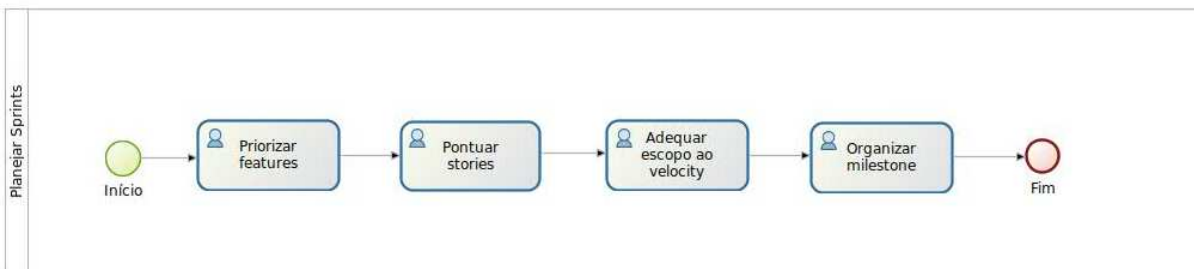 Planejar Sprints
Início
Priorizar
features
Pontuar
stories
Adequar
escopo ao
velocity
Organizar
milestone
Fim